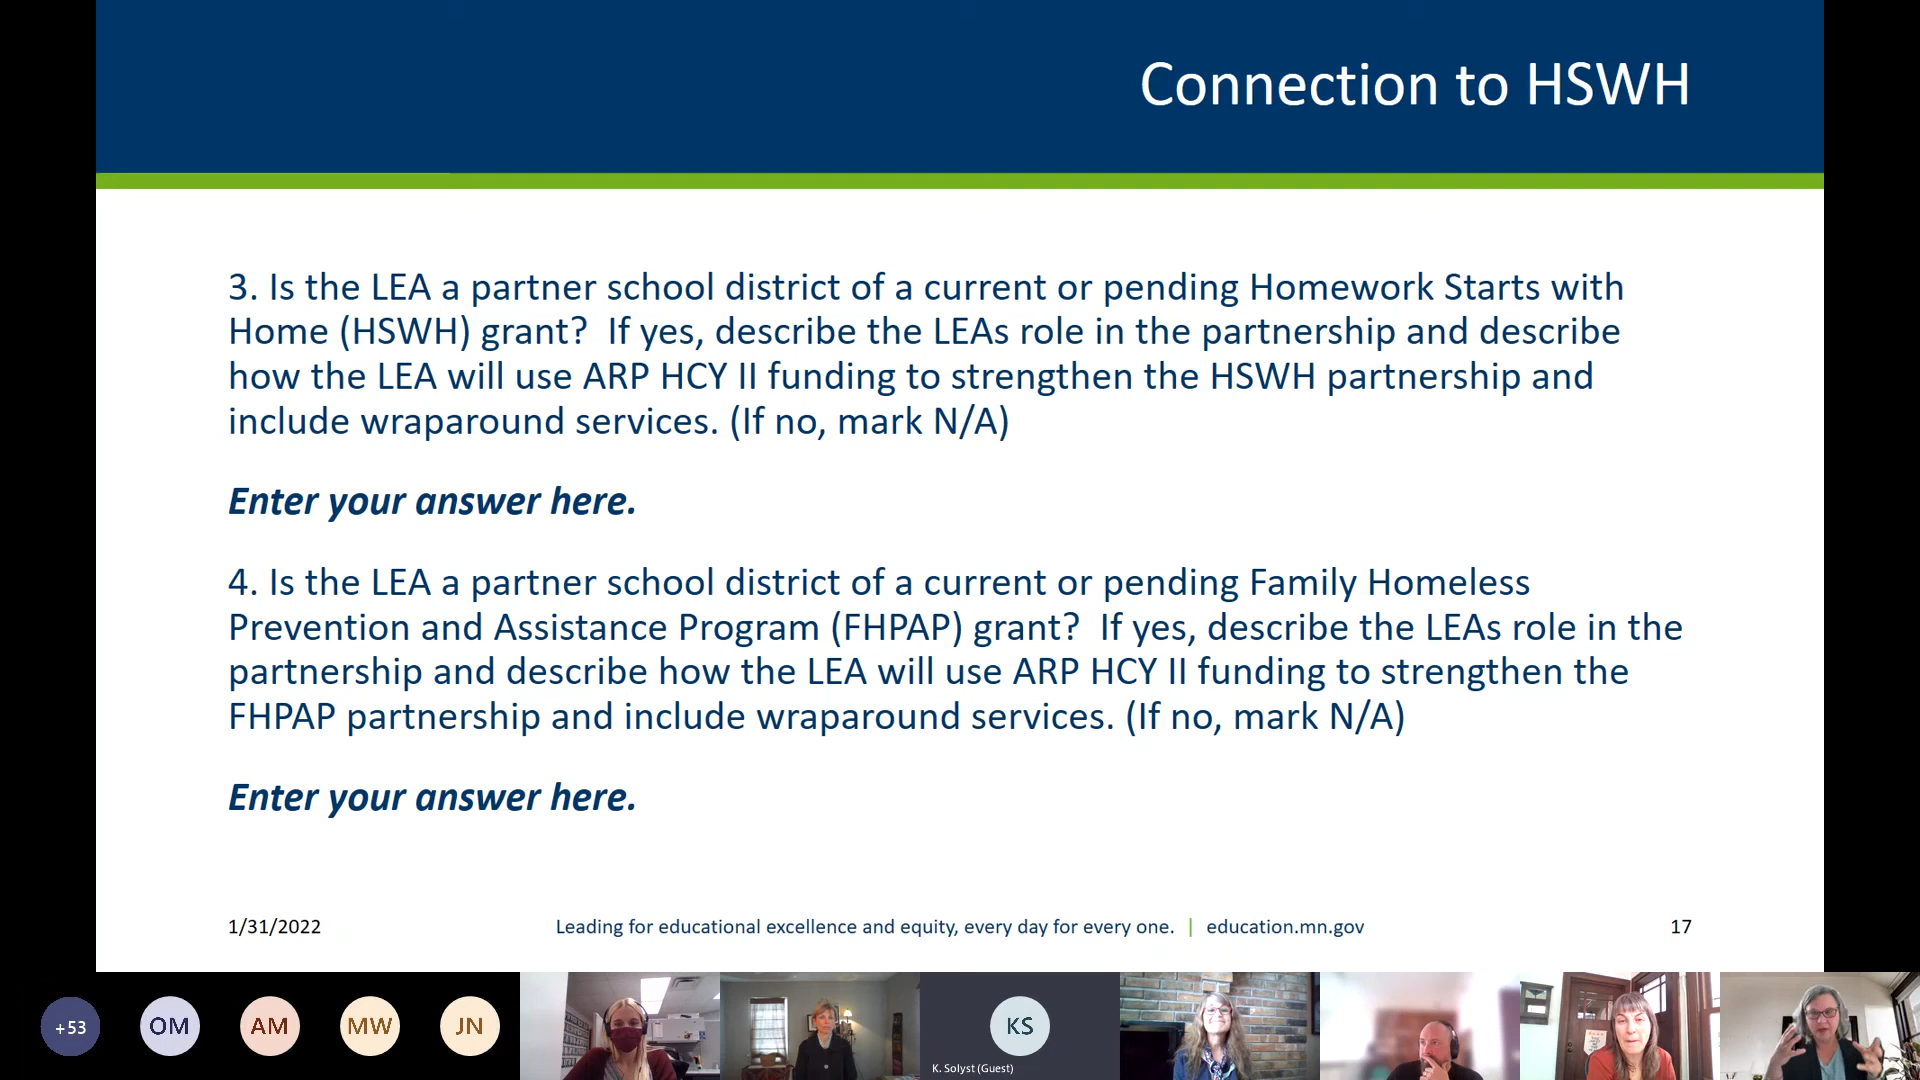 Connection to HSWH
3. Is the LEA a partner school district of a current or pending Homework Starts with
Home (HSWH) grant?  If yes, describe the LEAs role in the partnership and describe
how the LEA will use ARP HCY II funding to strengthen the HSWH partnership and
include wraparound services. (If no, mark N/A)
Enter your answer here.
4. Is the LEA a partner school district of a current or pending Family Homeless
Prevention and Assistance Program (FHPAP) grant?  If yes, describe the LEAs role in the
partnership and describe how the LEA will use ARP HCY II funding to strengthen the
FHPAP partnership and include wraparound services. (If no, mark N/A)
Enter your answer here.
1/31/2022
Leading for educational excellence and equity, every day for every one. | education.mn.gov
17
+53
OM
AM
MW
JN
KS
K. Solyst (Guest)